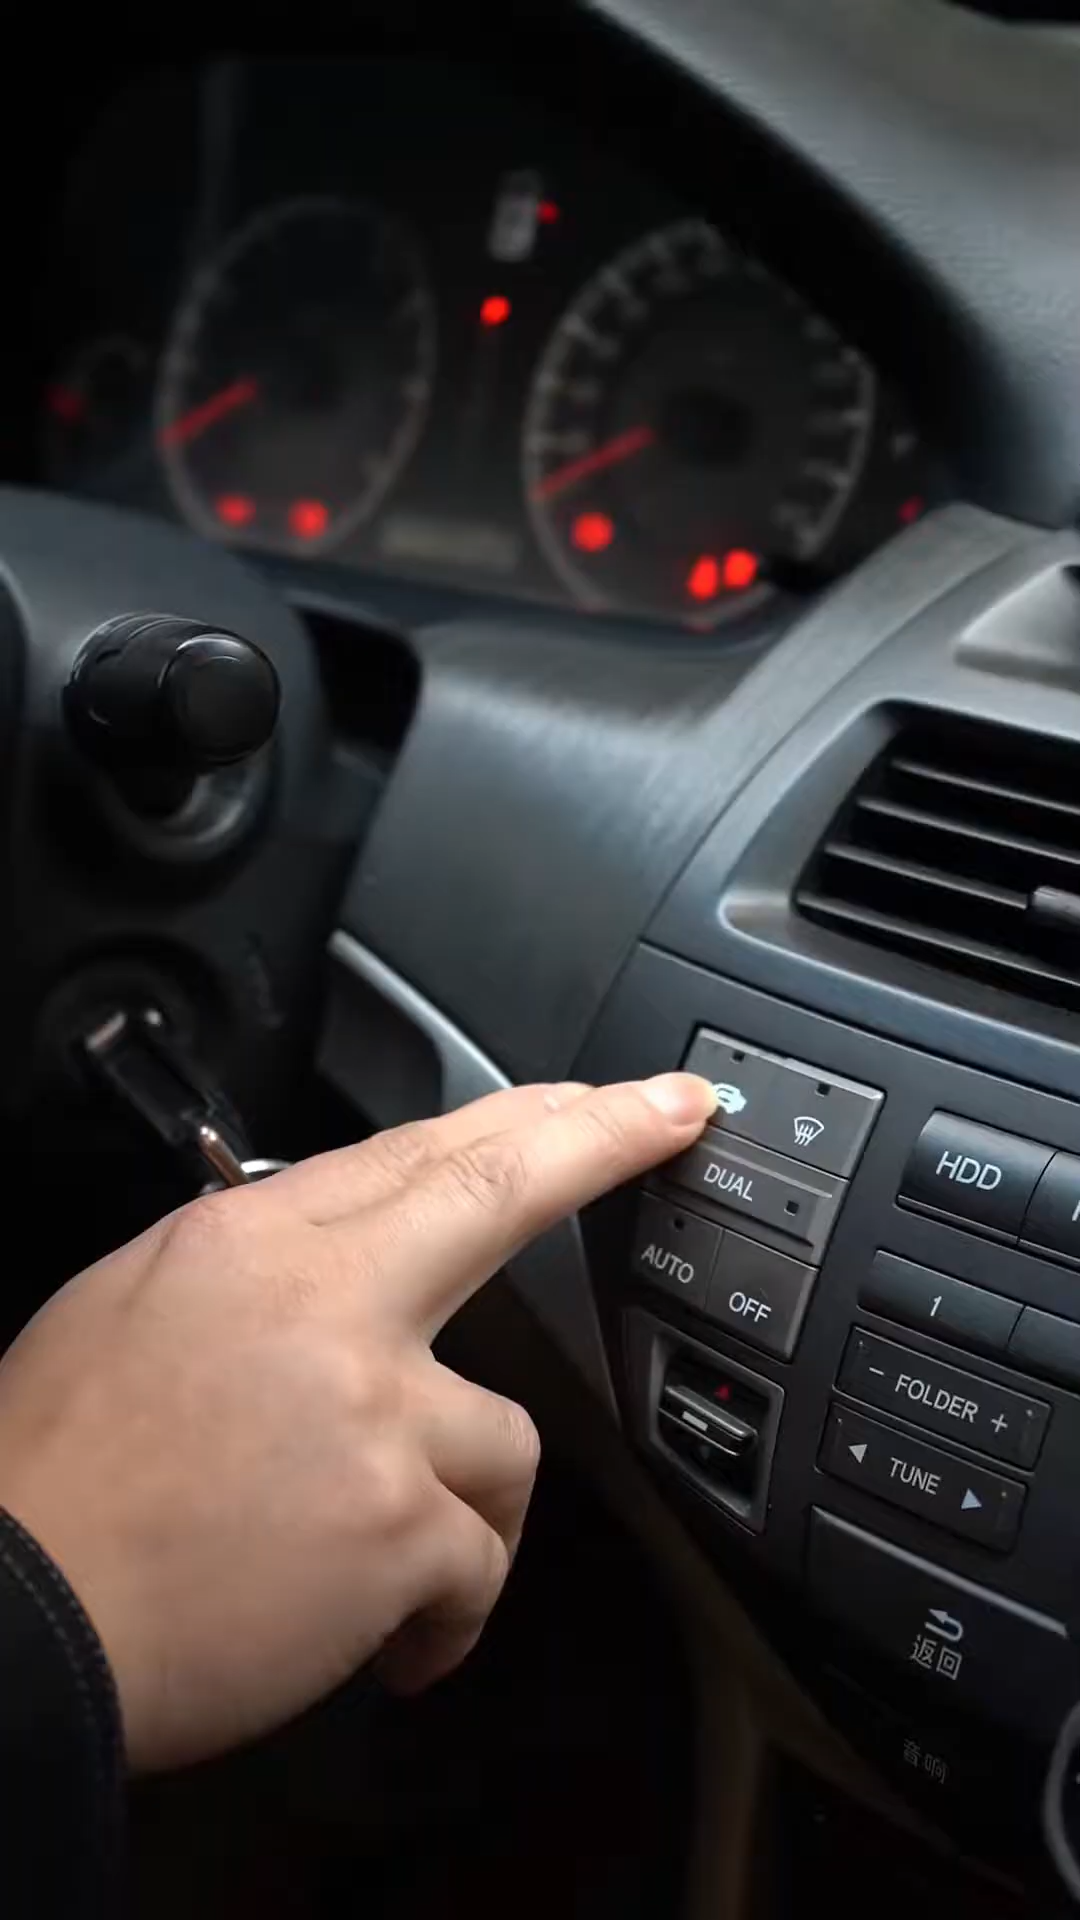 DUAL
AUTO
OFF
HDD
1
− FOLDER +
◀ TUNE ▶
返回
音响